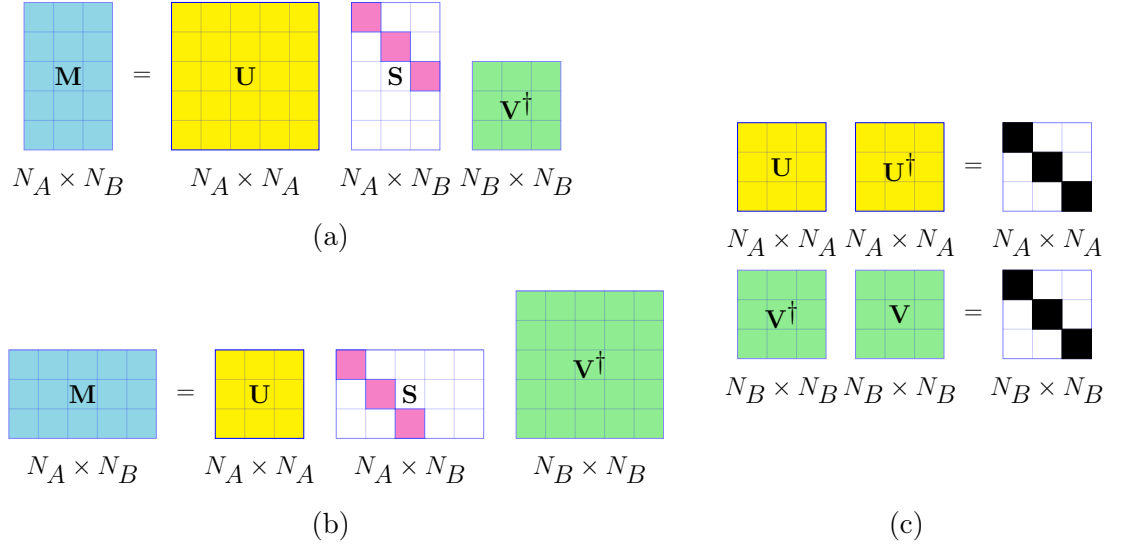 M = U S V†
N_A × N_B N_A × N_A N_A × N_B N_B × N_B
(a)
M = U S V†
N_A × N_B N_A × N_A N_A × N_B N_B × N_B
(b)
U U† =
N_A × N_A N_A × N_A N_A × N_A
V† V =
N_B × N_B N_B × N_B N_B × N_B
(c)